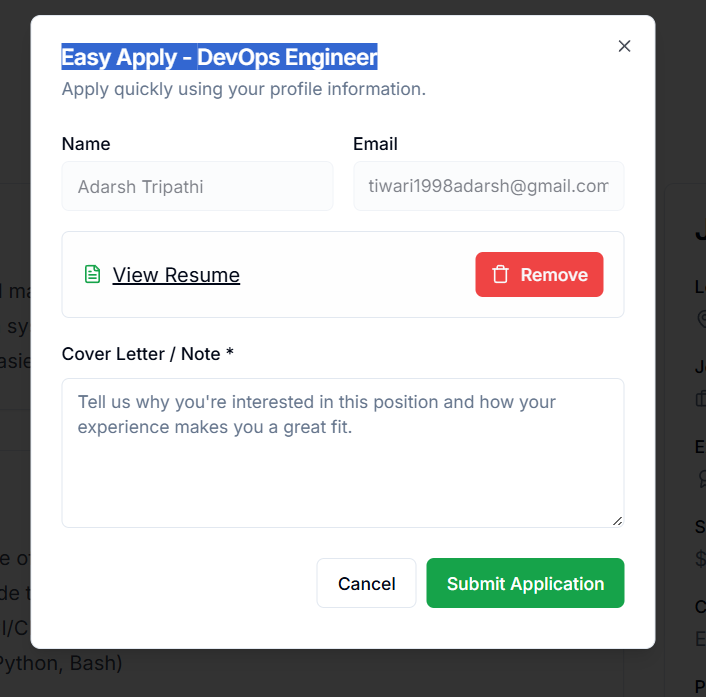 Easy Apply - DevOps Engineer
Apply quickly using your profile information.
Name
Email
Adarsh Tripathi
tiwari1998adarsh@gmail.com
View Resume
Remove
Cover Letter / Note *
Tell us why you're interested in this position and how your
experience makes you a great fit.
Cancel
Submit Application
Python, Bash)